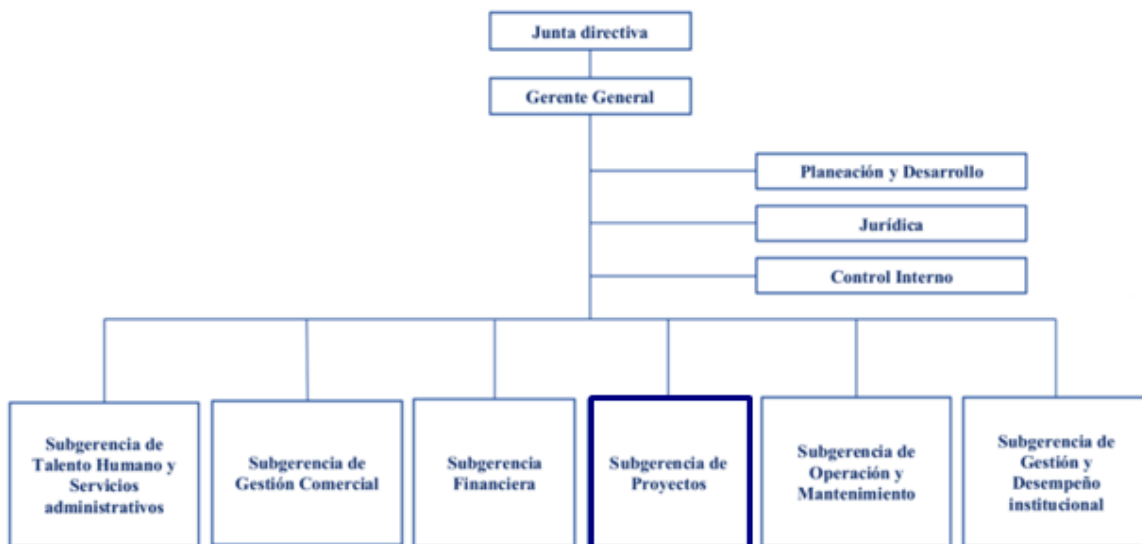 Junta directiva
Gerente General
Planeación y Desarrollo
Jurídica
Control Interno
Subgerencia de
Talento Humano y
Servicios
administrativos
Subgerencia de
Gestión Comercial
Subgerencia
Financiera
Subgerencia de
Proyectos
Subgerencia de
Operación y
Mantenimiento
Subgerencia de
Gestión y
Desempeño
institucional